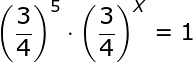 (3/4)^5 · (3/4)^X = 1